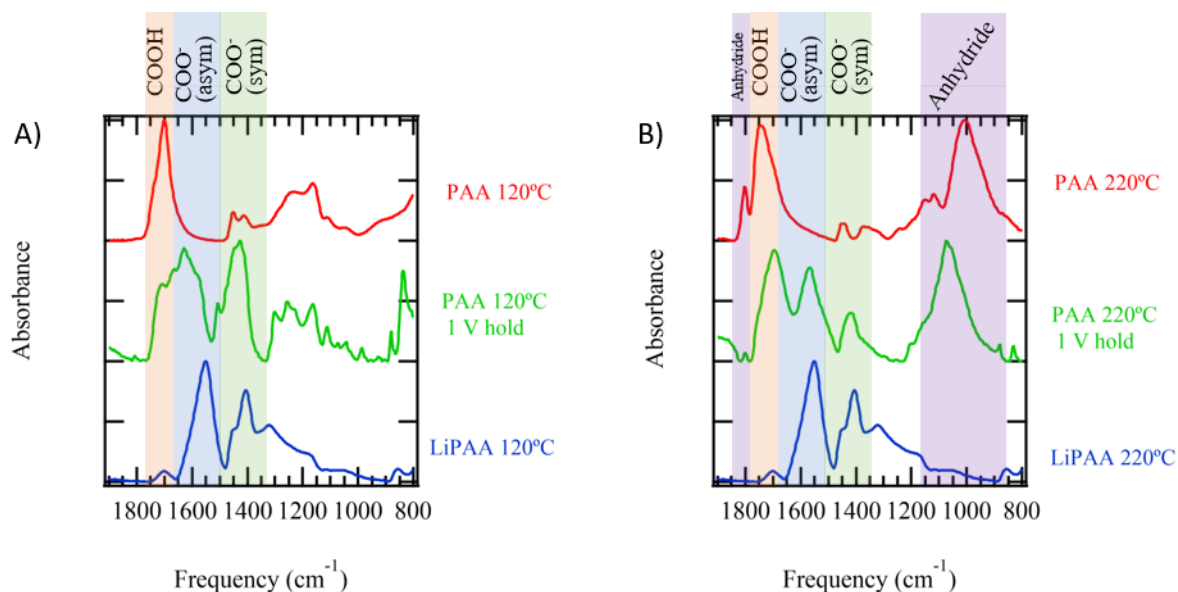 A)
COOH
COO-
(asym)
COO-
(sym)
PAA 120ºC
PAA 120ºC
1 V hold
LiPAA 120ºC
Absorbance
1800 1600 1400 1200 1000 800
Frequency (cm-1)
B)
Anhydride
COOH
COO-
(asym)
COO-
(sym)
Anhydride
PAA 220ºC
PAA 220ºC
1 V hold
LiPAA 220ºC
Absorbance
1800 1600 1400 1200 1000 800
Frequency (cm-1)